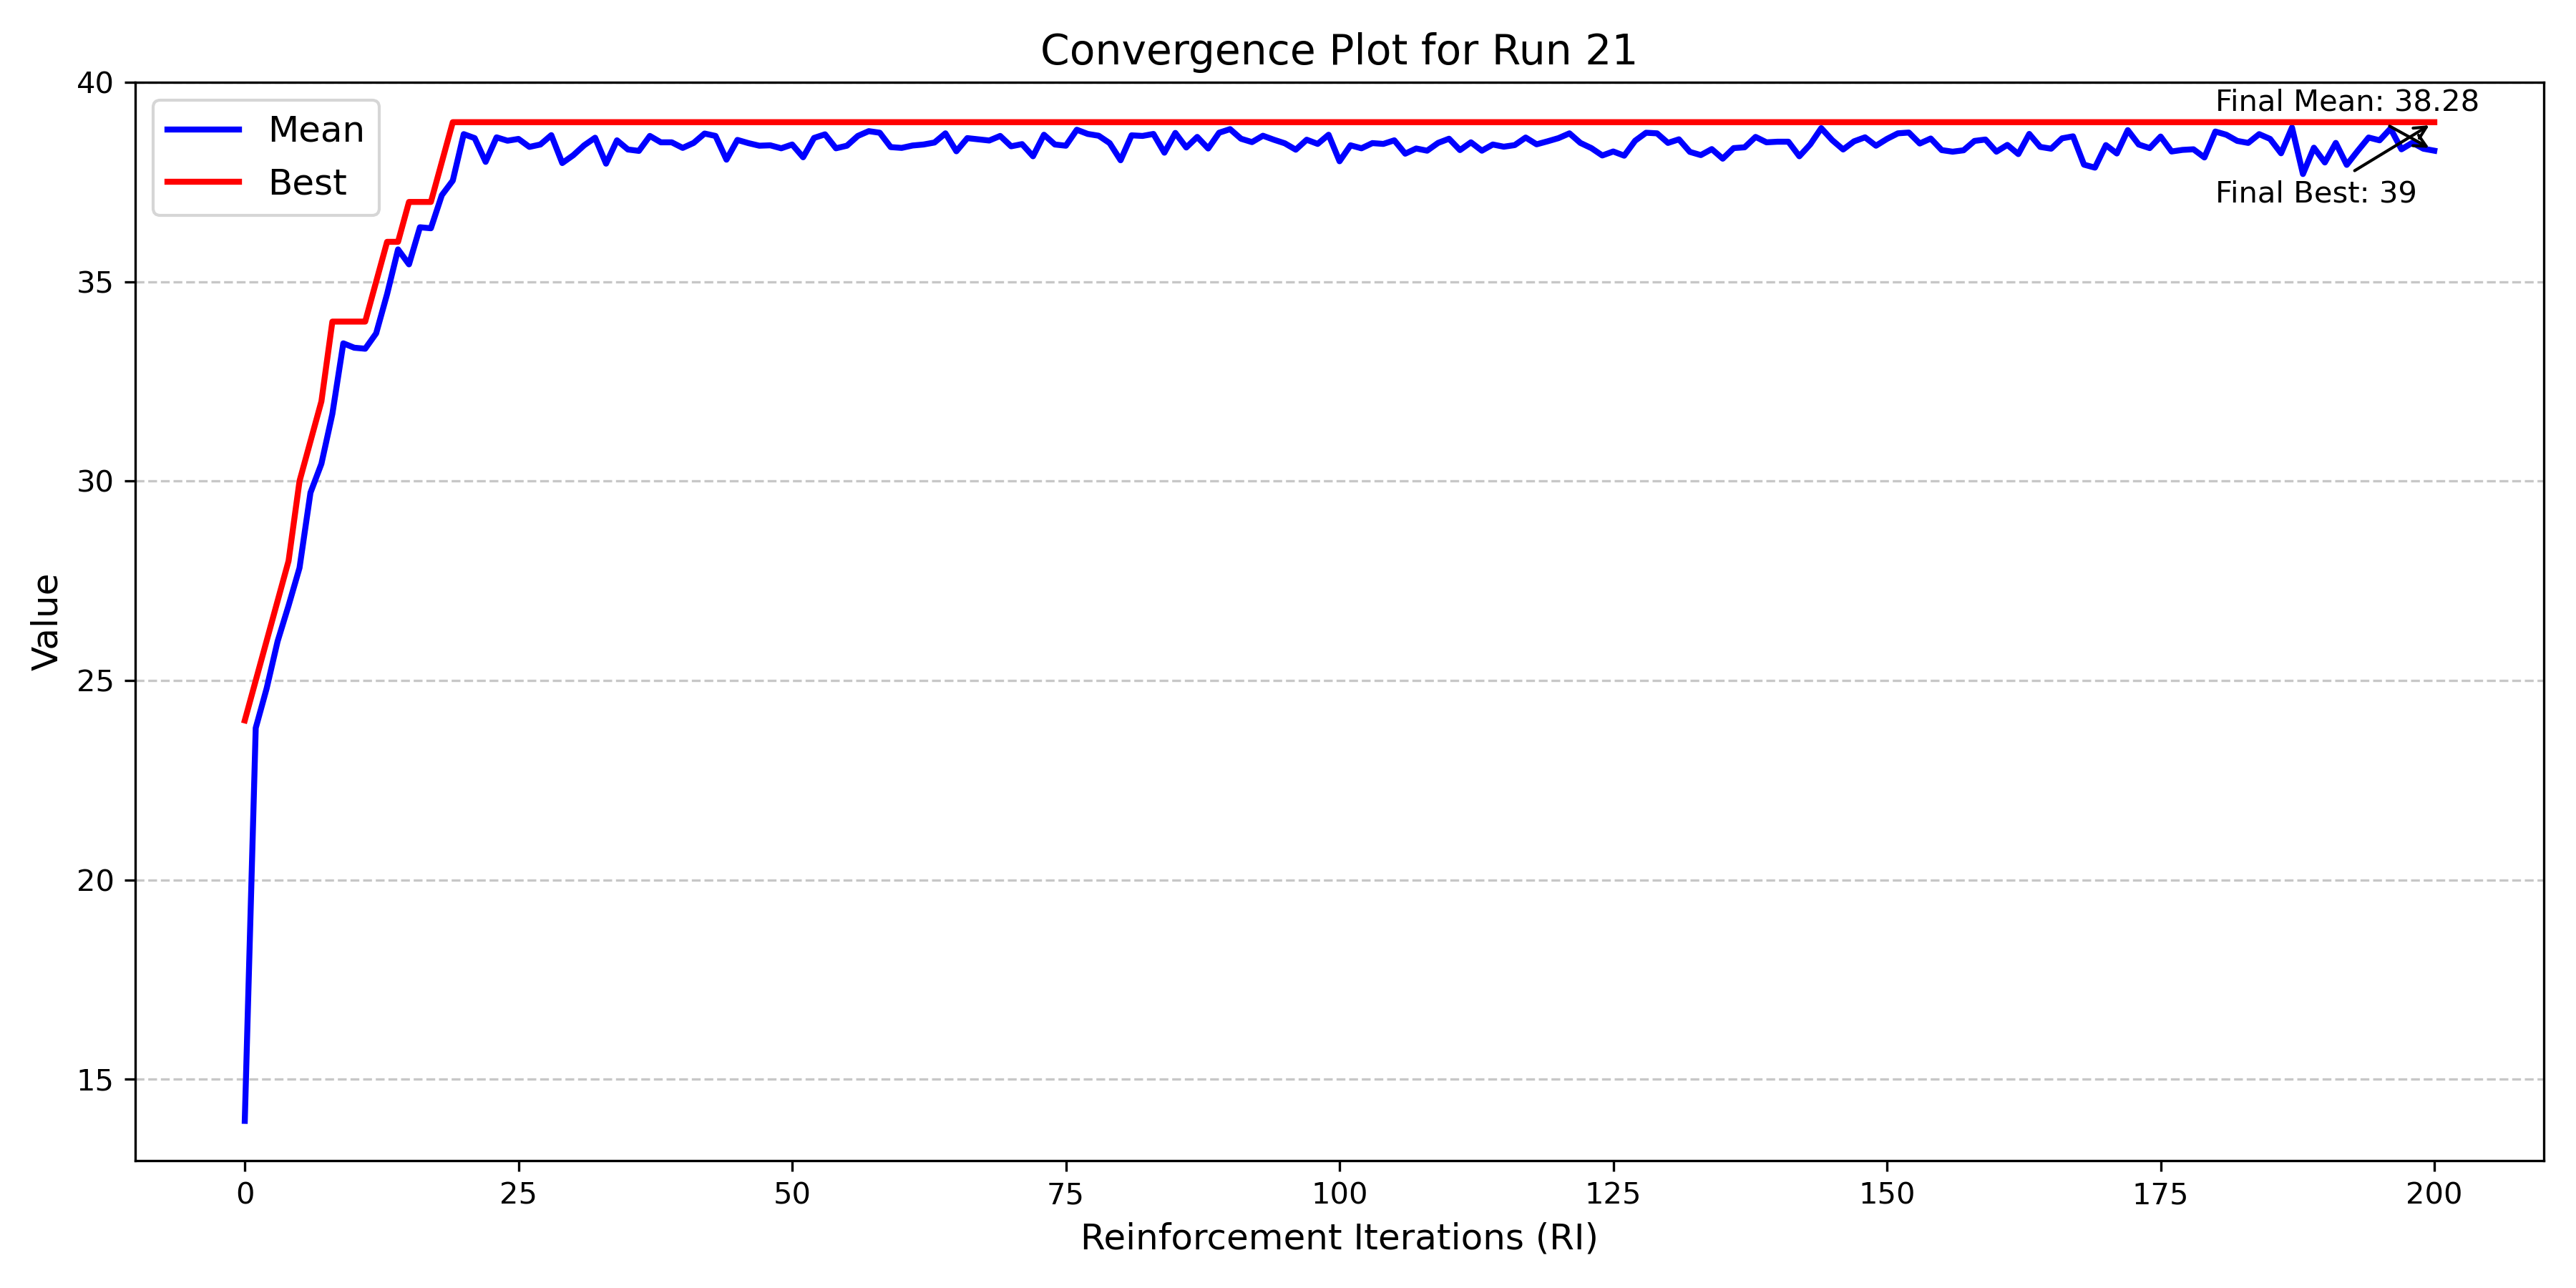 Convergence Plot for Run 21
Mean
Best
Final Mean: 38.28
Final Best: 39
Value
40
35
30
25
20
15
0
25
50
75
100
125
150
175
200
Reinforcement Iterations (RI)